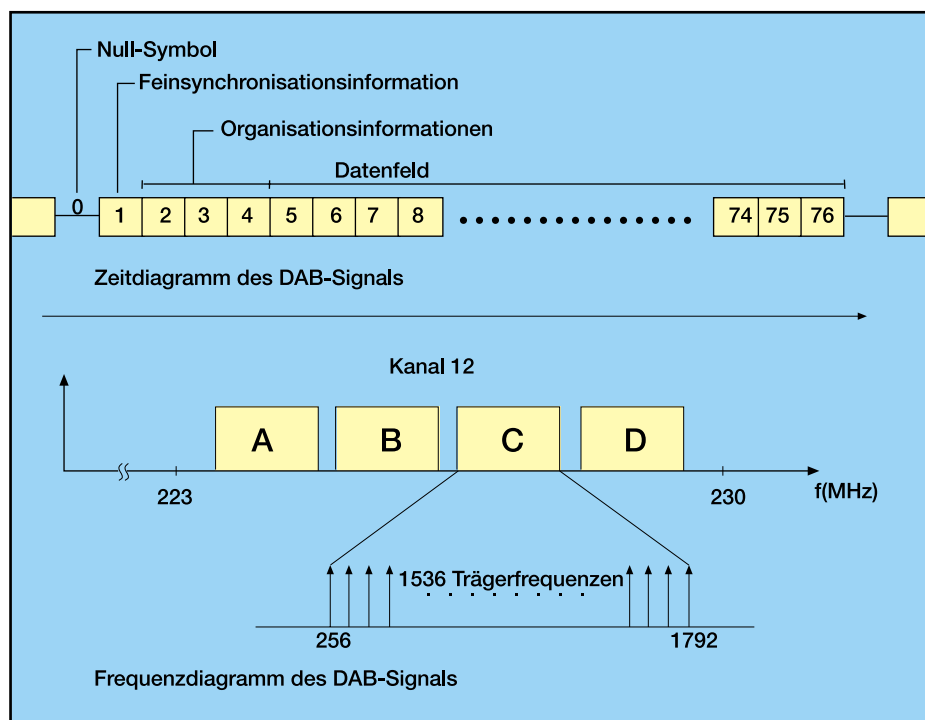 Null-Symbol
Feinsynchronisationsinformation
Organisationsinformationen
Datenfeld
0 1 2 3 4 5 6 7 8 74 75 76
Zeitdiagramm des DAB-Signals
Kanal 12
A B C D
223 230 f(MHz)
1536 Trägerfrequenzen
256 1792
Frequenzdiagramm des DAB-Signals